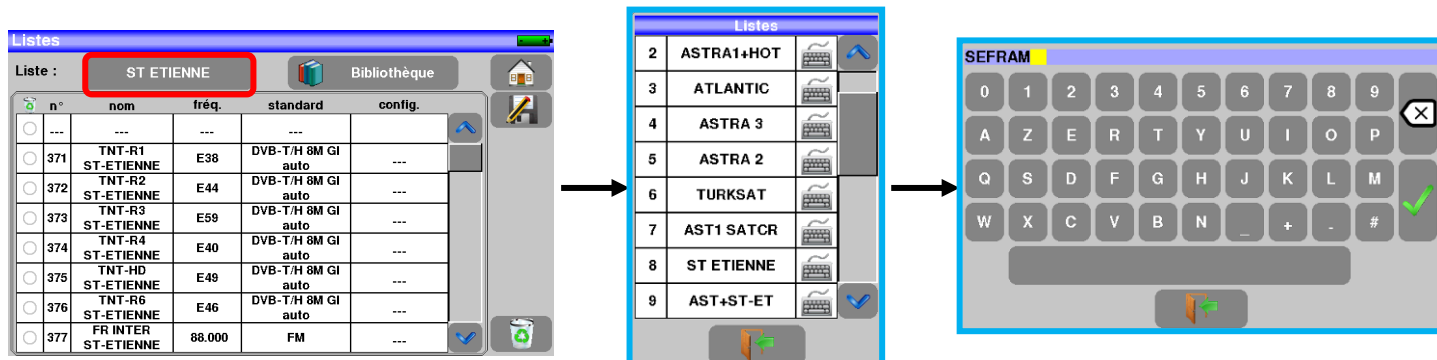 Listes
Liste : ST ETIENNE Bibliothèque
n° nom fréq. standard config.
--- --- --- ---
371 TNT-R1 ST-ETIENNE E38 DVB-T/H 8M GI auto ---
372 TNT-R2 ST-ETIENNE E44 DVB-T/H 8M GI auto ---
373 TNT-R3 ST-ETIENNE E59 DVB-T/H 8M GI auto ---
374 TNT-R4 ST-ETIENNE E40 DVB-T/H 8M GI auto ---
375 TNT-HD ST-ETIENNE E49 DVB-T/H 8M GI auto ---
376 TNT-R6 ST-ETIENNE E46 DVB-T/H 8M GI auto ---
377 FR INTER ST-ETIENNE 88.000 FM ---
Listes
2 ASTRA1+HOT
3 ATLANTIC
4 ASTRA 3
5 ASTRA 2
6 TURKSAT
7 AST1 SATCR
8 ST ETIENNE
9 AST+ST-ET
SEFRAM
0 1 2 3 4 5 6 7 8 9
A Z E R T Y U I O P
Q S D F G H J K L M
W X C V B N _ + - #